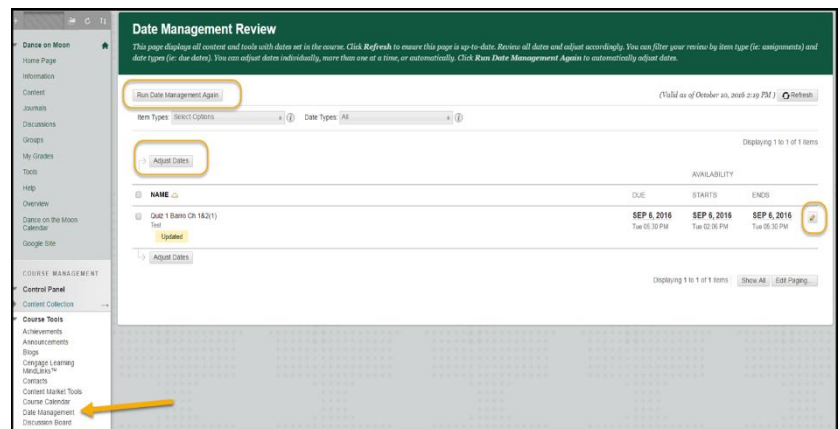 Dance on Moon
Home Page
Information
Content
Journals
Discussions
Groups
My Grades
Tools
Help
Overview
Dance on the Moon
Calendar
Google Site
COURSE MANAGEMENT
Control Panel
Content Collection
Course Tools
Achievements
Announcements
Blogs
Cengage Learning
MindLinks™
Contacts
Content Market Tools
Course Calendar
Date Management
Discussion Board
Date Management Review
This page displays all content and tools with dates set in the course. Click Refresh to ensure this page is up-to-date. Review all dates and adjust accordingly. You can filter your review by item type (ie: assignments) and
date types (ie: due dates). You can adjust dates individually, more than one at a time, or automatically. Click Run Date Management Again to automatically adjust dates.
Run Date Management Again
(Valid as of October 10, 2016 2:19 PM) Refresh
Item Types: Select Options Date Types: All
Displaying 1 to 1 of 1 items
Adjust Dates
AVAILABILITY
NAME DUE STARTS ENDS
Quiz 1 Barro Ch 1&2(1) SEP 6, 2016 SEP 6, 2016 SEP 6, 2016
Test Tue 05:30 PM Tue 02:06 PM Tue 05:30 PM
Updated
Adjust Dates
Displaying 1 to 1 of 1 items Show All Edit Paging...